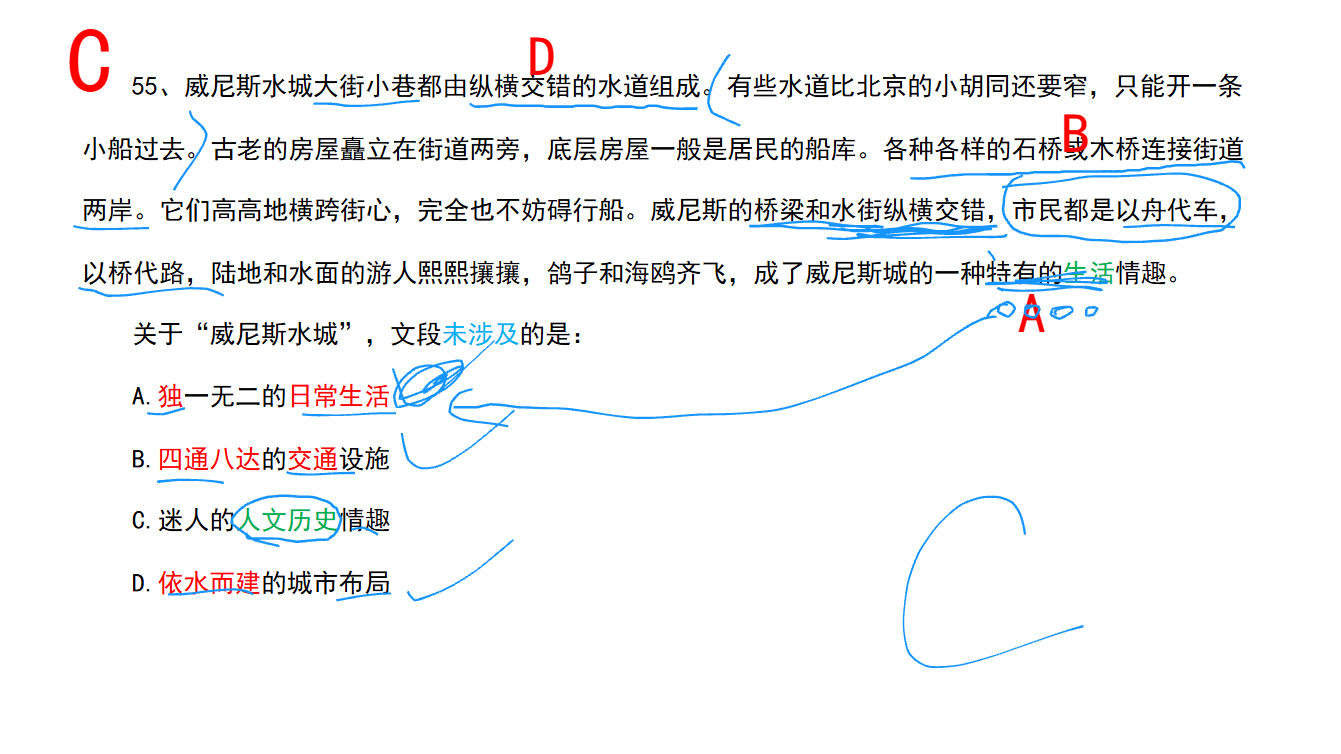 C
D
55、威尼斯水城大街小巷都由纵横交错的水道组成。有些水道比北京的小胡同还要窄，只能开一条
B
小船过去。古老的房屋矗立在街道两旁，底层房屋一般是居民的船库。各种各样的石桥或木桥连接街道
两岸。它们高高地横跨街心，完全也不妨碍行船。威尼斯的桥梁和水街纵横交错，市民都是以舟代车，
以桥代路，陆地和水面的游人熙熙攘攘，鸽子和海鸥齐飞，成了威尼斯城的一种特有的生活情趣。
A
关于“威尼斯水城”，文段未涉及的是：
A.独一无二的日常生活
B.四通八达的交通设施
C.迷人的人文历史情趣
D.依水而建的城市布局
C